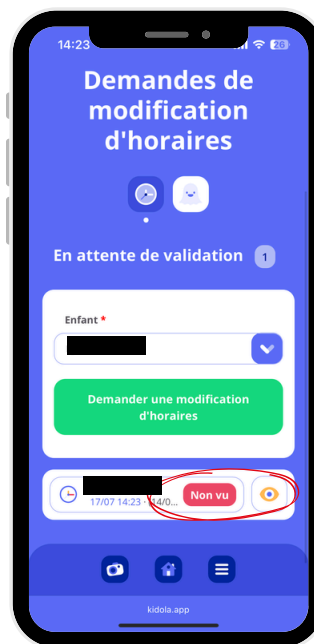 14:23
26
Demandes de
modification
d'horaires
En attente de validation 1
Enfant *
Demander une modification
d'horaires
17/07 14:23 · (14/0...
Non vu
kidola.app